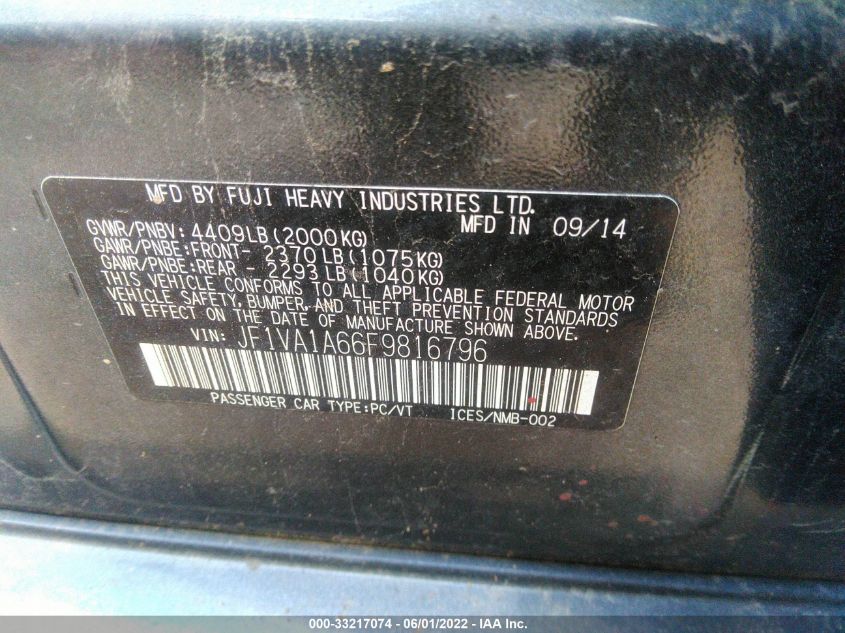 MFD BY FUJI HEAVY INDUSTRIES LTD.
MFD IN 09/14
GVWR/PNBV: 4409LB(2000KG)
GAWR/PNBE:FRONT- 2370LB(1075KG)
GAWR/PNBE:REAR - 2293LB(1040KG)
THIS VEHICLE CONFORMS TO ALL APPLICABLE FEDERAL MOTOR
VEHICLE SAFETY, BUMPER, AND THEFT PREVENTION STANDARDS
IN EFFECT ON THE DATE OF MANUFACTURE SHOWN ABOVE.
VIN: JF1VA1A66F9816796
PASSENGER CAR TYPE:PC/VT ICES/NMB-002
000-33217074 - 06/01/2022 - IAA Inc.